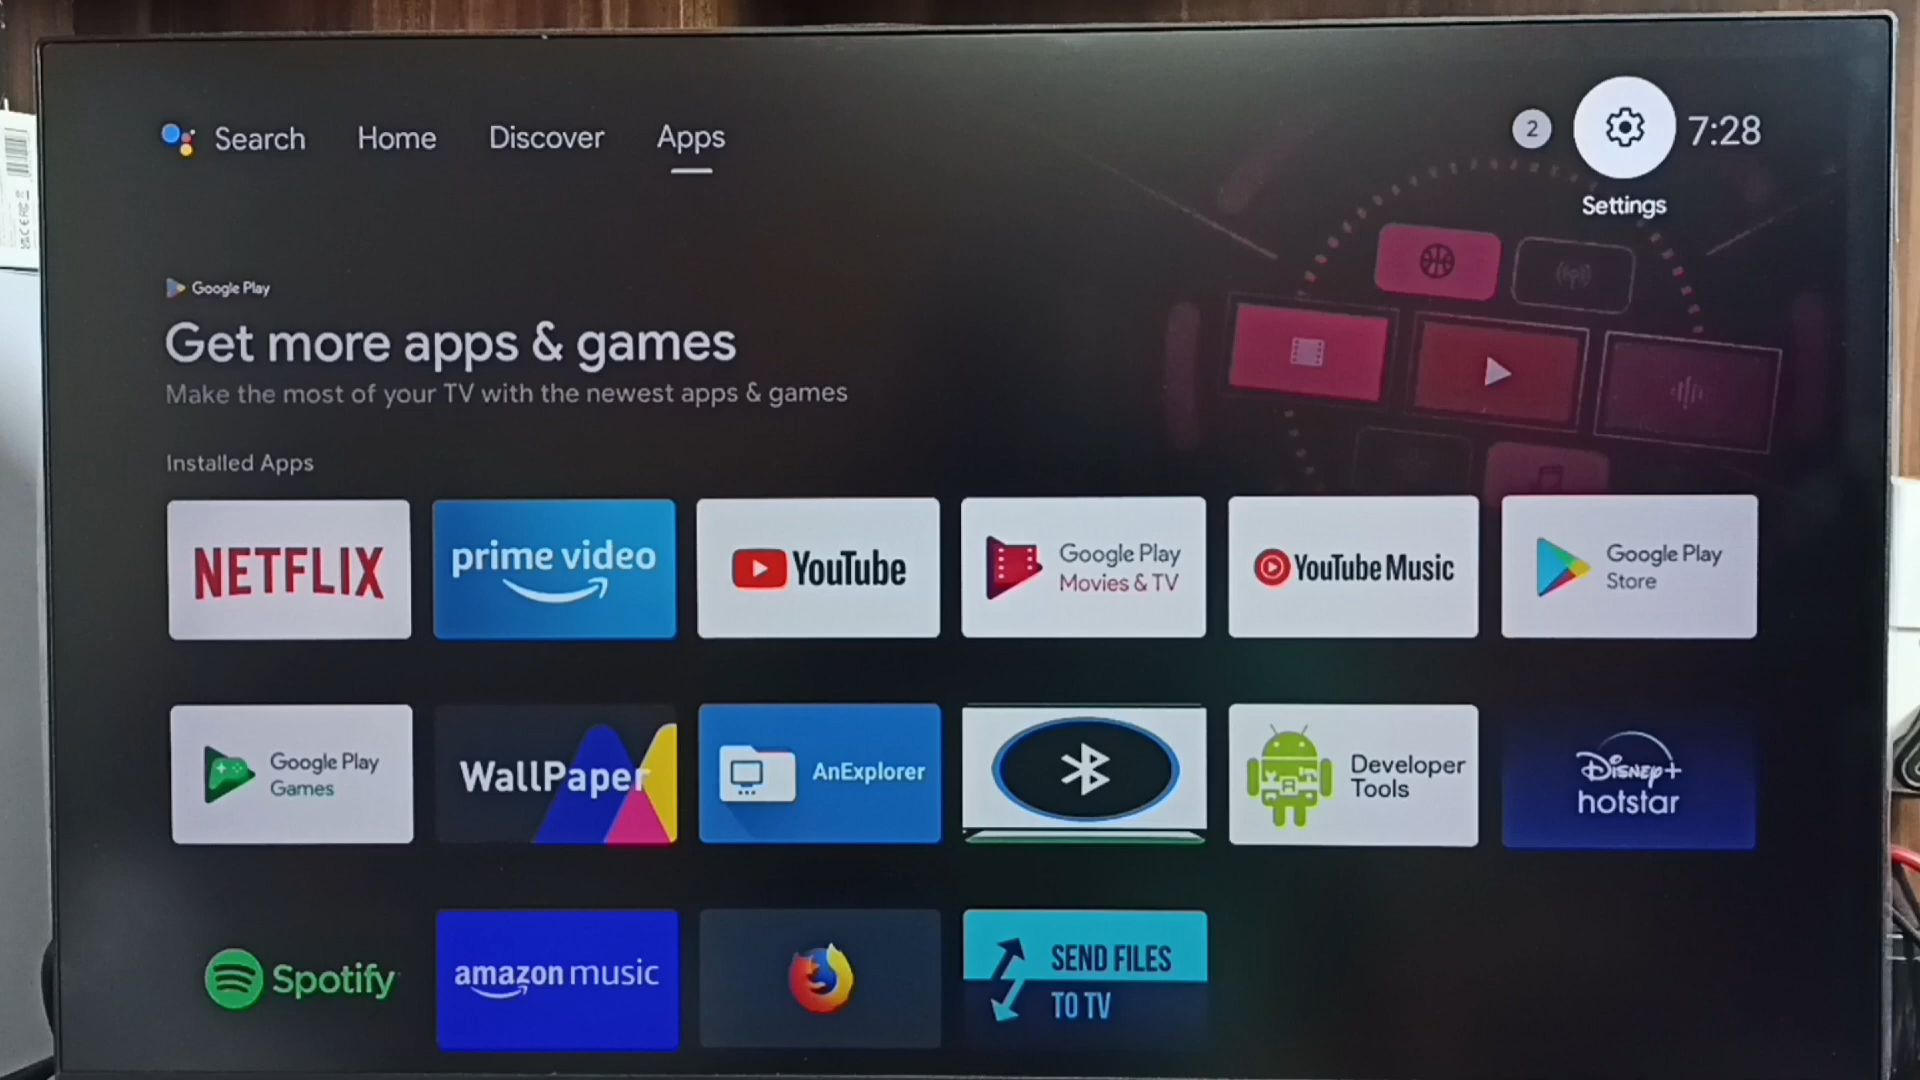 Search Home Discover Apps
2
7:28
Settings
Google Play
Get more apps & games
Make the most of your TV with the newest apps & games
Installed Apps
NETFLIX
prime video
YouTube
Google Play
Movies & TV
YouTube Music
Google Play
Store
Google Play
Games
WallPaper
AnExplorer
Developer
Tools
Disney+
hotstar
Spotify
amazon music
SEND FILES
TO TV